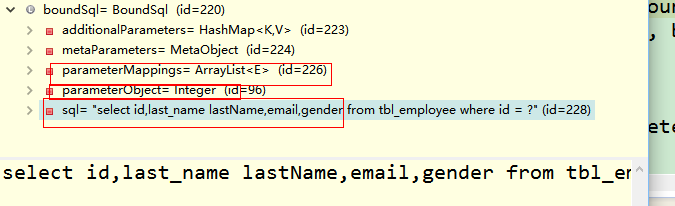 boundSql= BoundSql (id=220)
additionalParameters= HashMap<K,V> (id=223)
metaParameters= MetaObject (id=224)
parameterMappings= ArrayList<E> (id=226)
parameterObject= Integer (id=96)
sql= "select id,last_name lastName,email,gender from tbl_employee where id = ?" (id=228)
select id,last_name lastName,email,gender from tbl_em